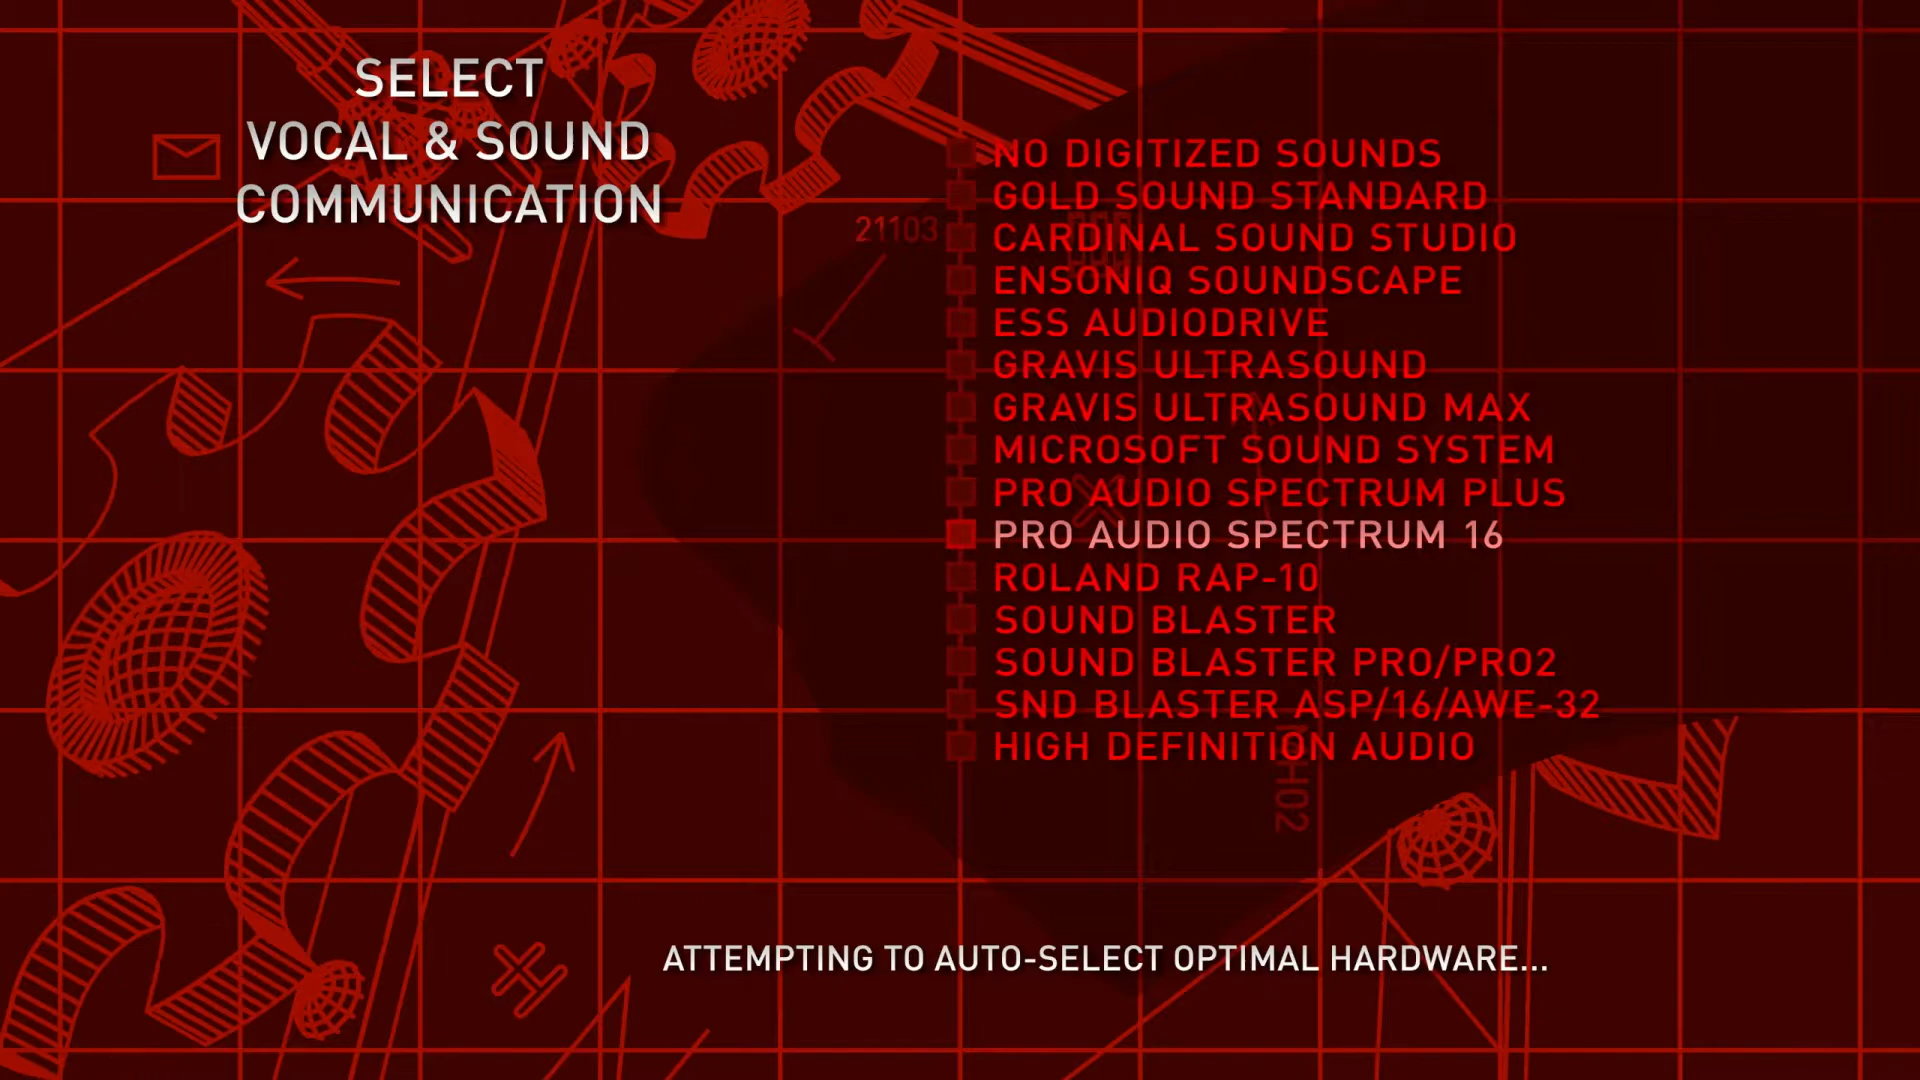 SELECT
VOCAL & SOUND
COMMUNICATION
21103
NO DIGITIZED SOUNDS
GOLD SOUND STANDARD
CARDINAL SOUND STUDIO
ENSONIQ SOUNDSCAPE
ESS AUDIODRIVE
GRAVIS ULTRASOUND
GRAVIS ULTRASOUND MAX
MICROSOFT SOUND SYSTEM
PRO AUDIO SPECTRUM PLUS
PRO AUDIO SPECTRUM 16
ROLAND RAP-10
SOUND BLASTER
SOUND BLASTER PRO/PRO2
SND BLASTER ASP/16/AWE-32
HIGH DEFINITION AUDIO
ATTEMPTING TO AUTO-SELECT OPTIMAL HARDWARE...